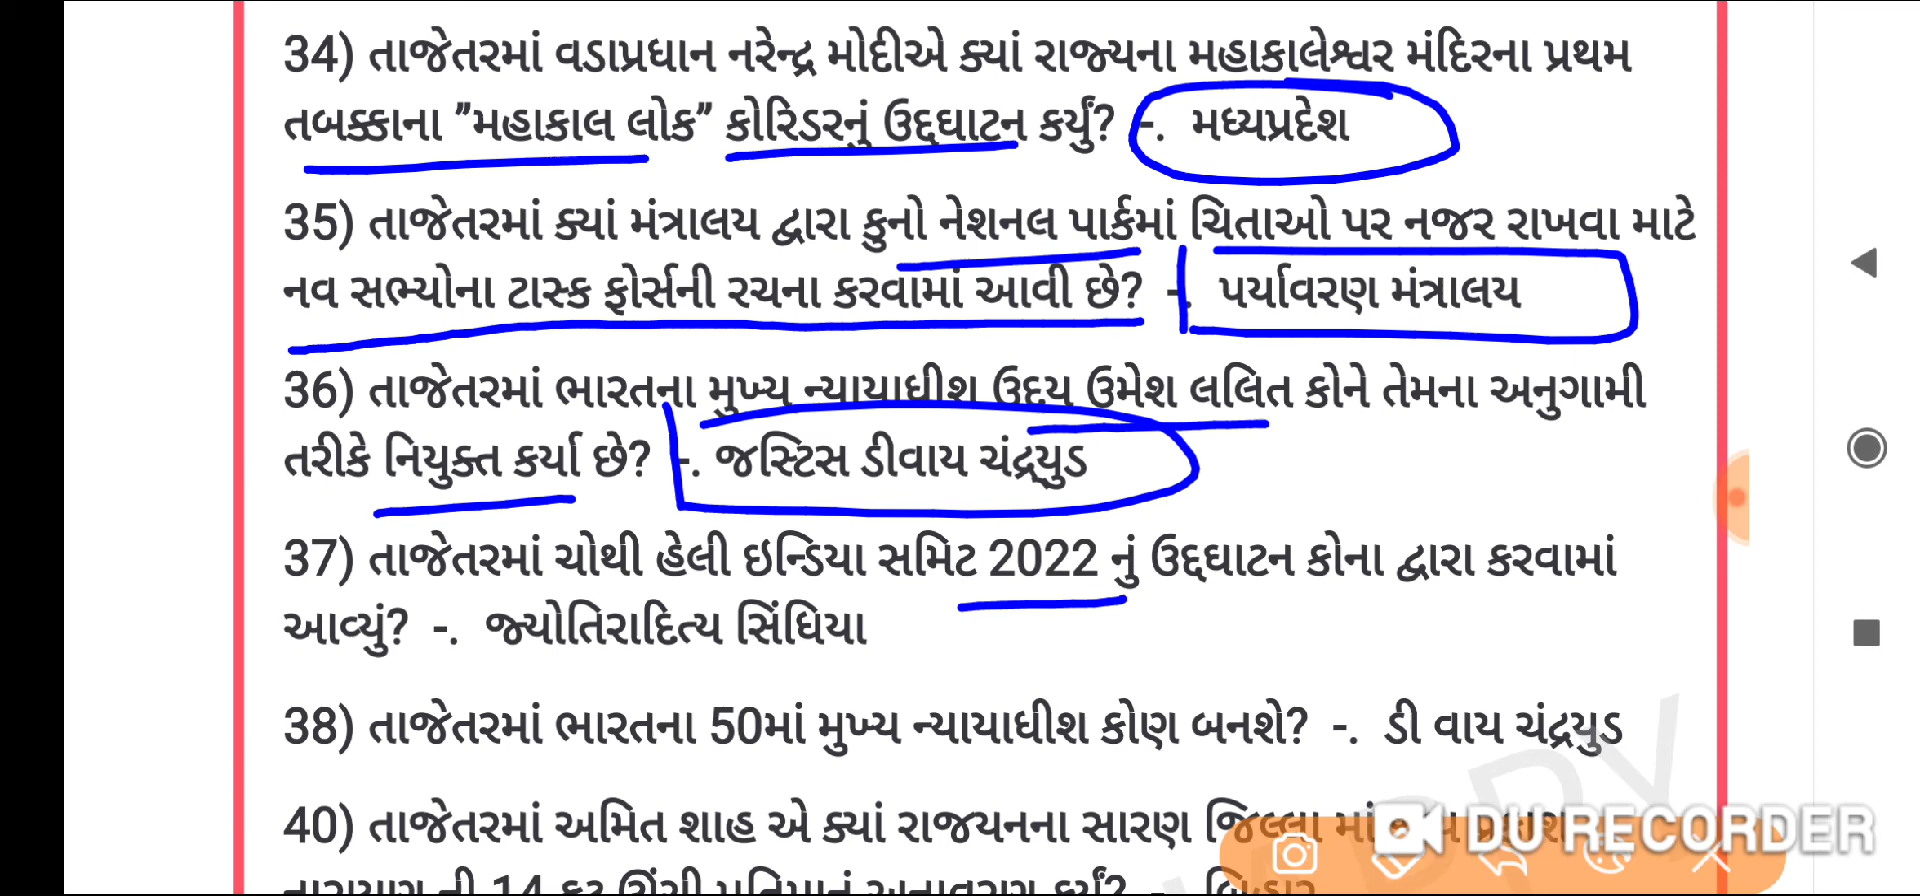 34) તાજેતરમાં વડાપ્રધાન નરેન્દ્ર મોદીએ ક્યાં રાજ્યના મહાકાલેશ્વર મંદિરના પ્રથમ
તબક્કાના "મહાકાલ લોક" કોરિડરનું ઉદ્દઘાટન કર્યું? -. મધ્યપ્રદેશ
35) તાજેતરમાં ક્યાં મંત્રાલય દ્વારા કુનો નેશનલ પાર્કમાં ચિતાઓ પર નજર રાખવા માટે
નવ સભ્યોના ટાસ્ક ફોર્સની રચના કરવામાં આવી છે? -. પર્યાવરણ મંત્રાલય
36) તાજેતરમાં ભારતના મુખ્ય ન્યાયાધીશ ઉદય ઉમેશ લલિત કોને તેમના અનુગામી
તરીકે નિયુક્ત કર્યા છે? -. જસ્ટિસ ડીવાય ચંદ્રયુડ
37) તાજેતરમાં ચોથી હેલી ઇન્ડિયા સમિટ 2022 નું ઉદ્દઘાટન કોના દ્વારા કરવામાં
આવ્યું? -. જ્યોતિરાદિત્ય સિંધિયા
38) તાજેતરમાં ભારતના 50માં મુખ્ય ન્યાયાધીશ કોણ બનશે? -. ડી વાય ચંદ્રયુડ
40) તાજેતરમાં અમિત શાહ એ ક્યાં રાજયનના સારણ જિલ્લા માં
DU RECORDER